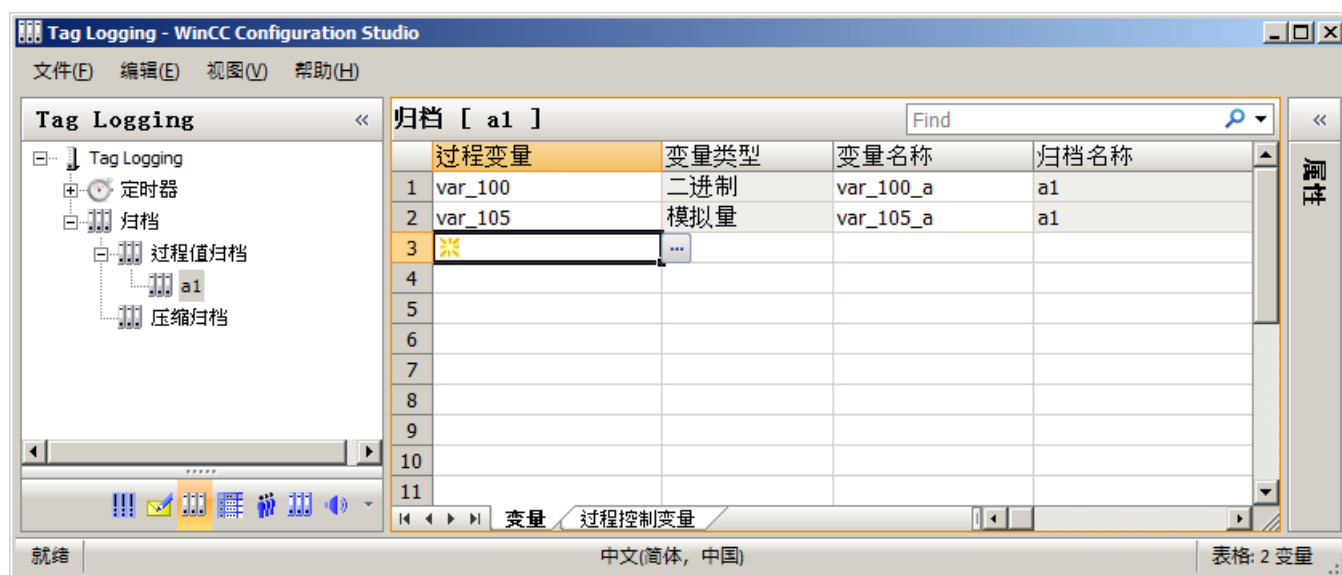 Tag Logging - WinCC Configuration Studio
文件(F) 编辑(E) 视图(V) 帮助(H)
Tag Logging «
归档 [ a1 ] Find
«
属性
Tag Logging
定时器
归档
过程值归档
a1
压缩归档
过程变量 变量类型 变量名称 归档名称
1 var_100 二进制 var_100_a a1
2 var_105 模拟量 var_105_a a1
3 ...
4
5
6
7
8
9
10
11
变量 过程控制变量
就绪 中文(简体, 中国) 表格: 2 变量